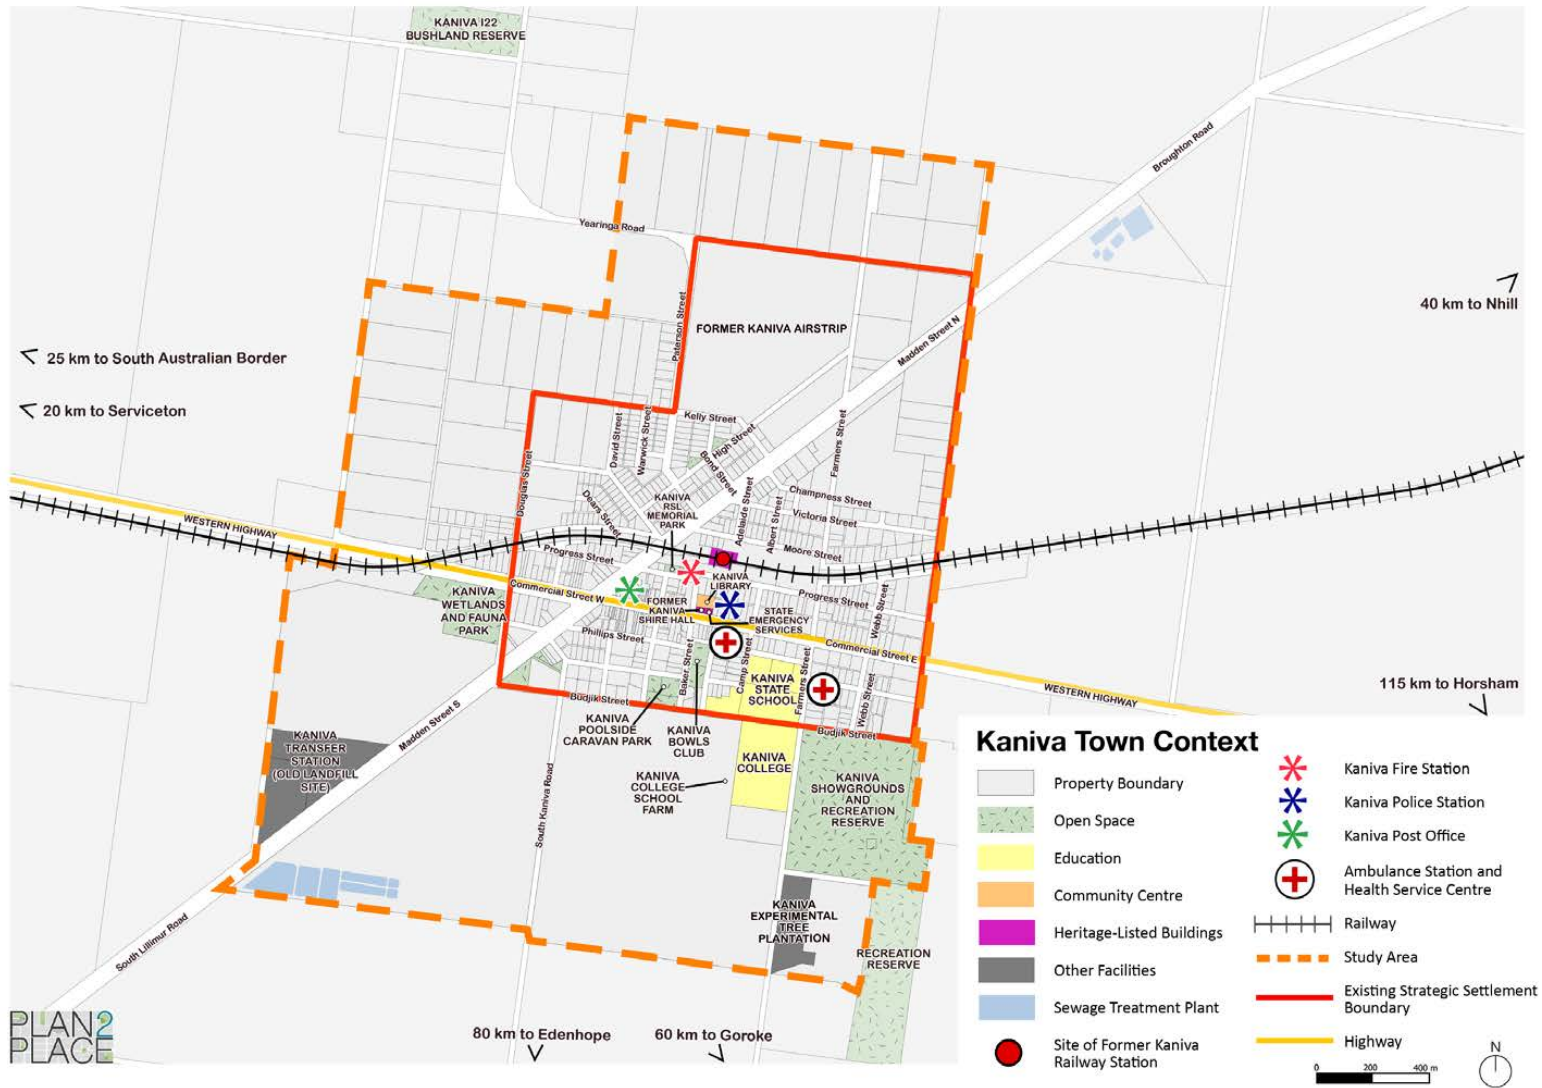 KANIVA I22
BUSHLAND RESERVE
Broughton Road
Yearinga Road
40 km to Nhill
Paterson Street
FORMER KANIVA AIRSTRIP
Madden Street N
25 km to South Australian Border
20 km to Serviceton
Kelly Street
David Street
Warwick Street
High Street
Farmers Street
Bond Street
Douglas Street
Dears Street
KANIVA
RSL
MEMORIAL
PARK
Adelaide Street
Albert Street
Champness Street
Victoria Street
WESTERN HIGHWAY
Progress Street
Moore Street
KANIVA
LIBRARY
Commercial Street W
KANIVA
WETLANDS
AND FAUNA
PARK
FORMER
KANIVA
SHIRE HALL
STATE
EMERGENCY
SERVICES
Progress Street
Webb Street
Phillips Street
Commercial Street E
Baker Street
Camp Street
Farmers Street
Webb Street
KANIVA
STATE
SCHOOL
WESTERN HIGHWAY
115 km to Horsham
Budjik Street
Madden Street S
KANIVA
POOLSIDE
CARAVAN PARK
KANIVA
BOWLS
CLUB
Budjik Street
KANIVA
TRANSFER
STATION
(OLD LANDFILL
SITE)
KANIVA
COLLEGE
KANIVA
COLLEGE
SCHOOL
FARM
KANIVA
SHOWGROUNDS
AND
RECREATION
RESERVE
South Kaniva Road
KANIVA
EXPERIMENTAL
TREE
PLANTATION
RECREATION
RESERVE
South Lillimur Road
80 km to Edenhope
60 km to Goroke
PLAN2
PLACE
Kaniva Town Context
Property Boundary
Open Space
Education
Community Centre
Heritage-Listed Buildings
Other Facilities
Sewage Treatment Plant
Site of Former Kaniva
Railway Station
Kaniva Fire Station
Kaniva Police Station
Kaniva Post Office
Ambulance Station and
Health Service Centre
Railway
Study Area
Existing Strategic Settlement
Boundary
Highway
0 200 400 m
N